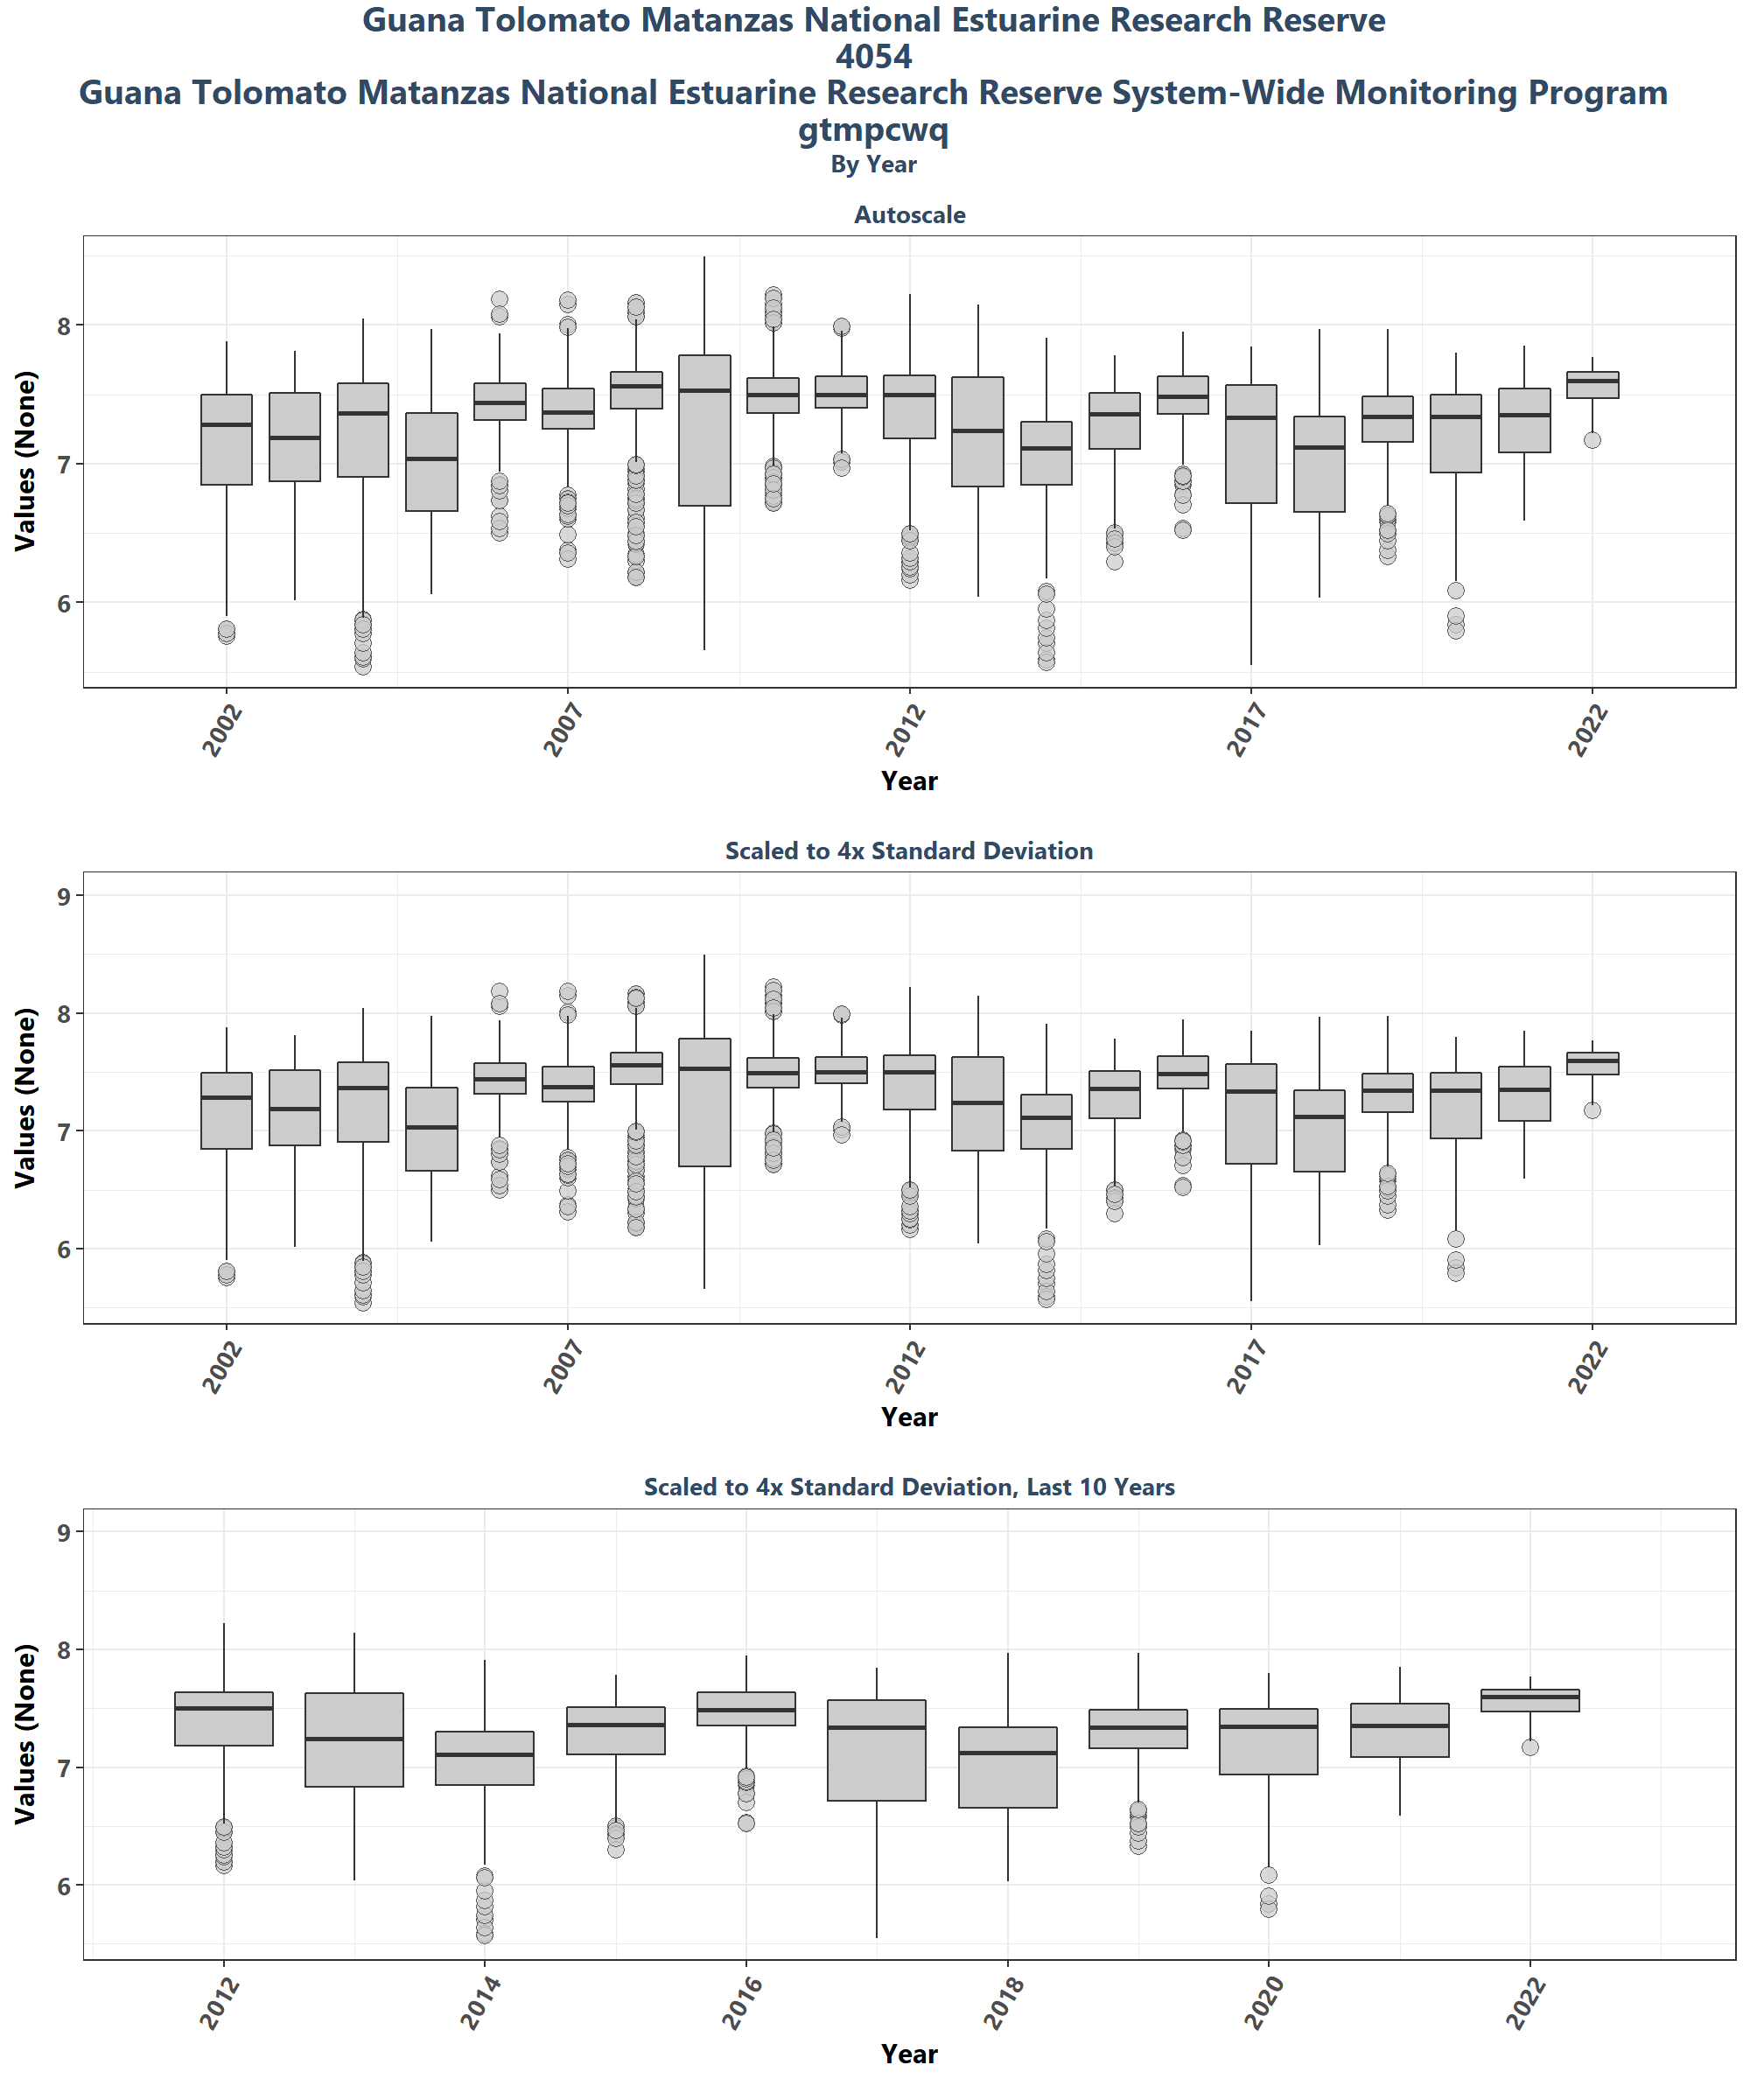 Guana Tolomato Matanzas National Estuarine Research Reserve
4054
Guana Tolomato Matanzas National Estuarine Research Reserve System-Wide Monitoring Program
gtmpcwq
By Year
Autoscale
Values (None)
8
7
6
2002 2007 2012 2017 2022
Year
Scaled to 4x Standard Deviation
Values (None)
9
8
7
6
2002 2007 2012 2017 2022
Year
Scaled to 4x Standard Deviation, Last 10 Years
Values (None)
9
8
7
6
2012 2014 2016 2018 2020 2022
Year